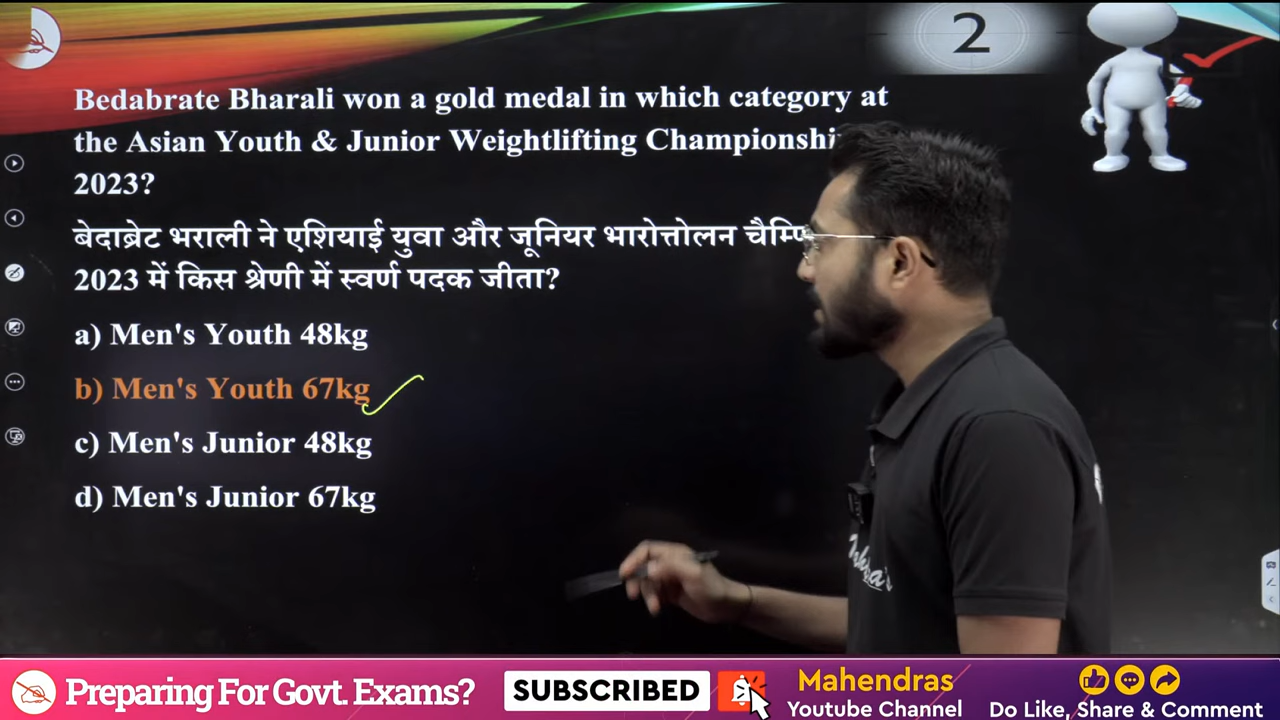 2
Bedabrate Bharali won a gold medal in which category at
the Asian Youth & Junior Weightlifting
2023?
बेदाब्रेट भराली ने एशियाई युवा और जूनियर भारोत्तोलन
2023 में किस श्रेणी में स्वर्ण पदक जीता?
a) Men's Youth 48kg
b) Men's Youth 67kg
c) Men's Junior 48kg
d) Men's Junior 67kg
Preparing For Govt. Exams?
SUBSCRIBED
Mahendras
Youtube Channel
Do Like, Share & Comment